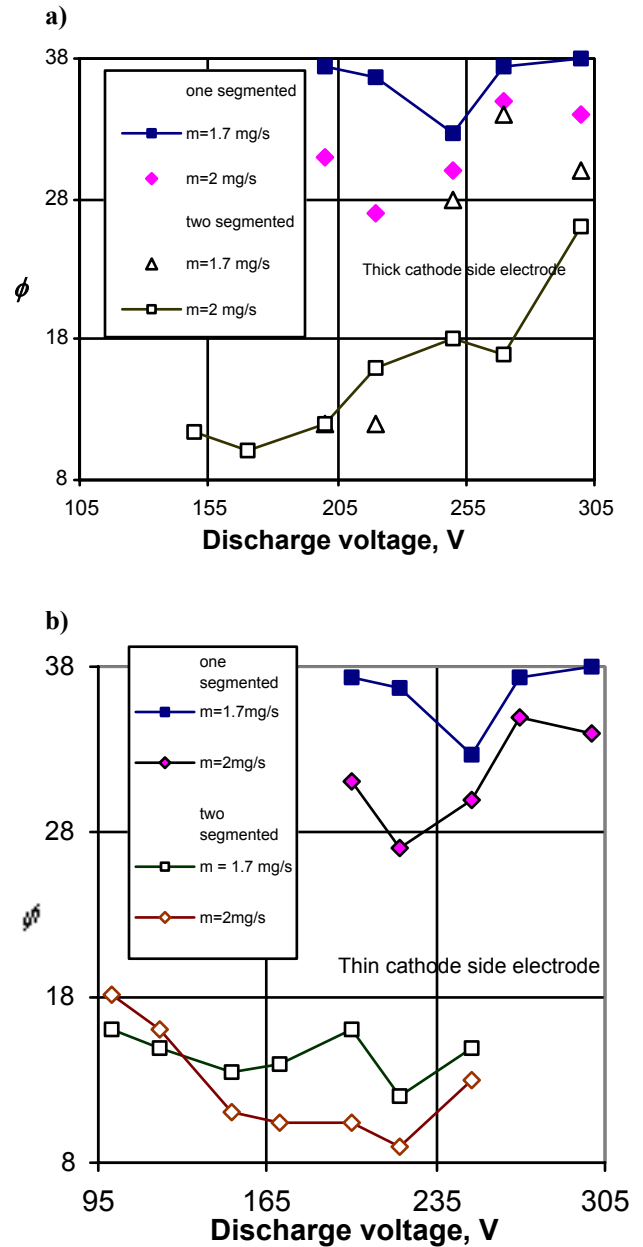 a)
38
28
18
8
ϕ
one segmented
m=1.7 mg/s
m=2 mg/s
two segmented
m=1.7 mg/s
m=2 mg/s
Thick cathode side electrode
105 155 205 255 305
Discharge voltage, V
b)
38
28
18
8
one
segmented
m=1.7mg/s
m=2mg/s
two
segmented
m = 1.7 mg/s
m=2mg/s
Thin cathode side electrode
95 165 235 305
Discharge voltage, V